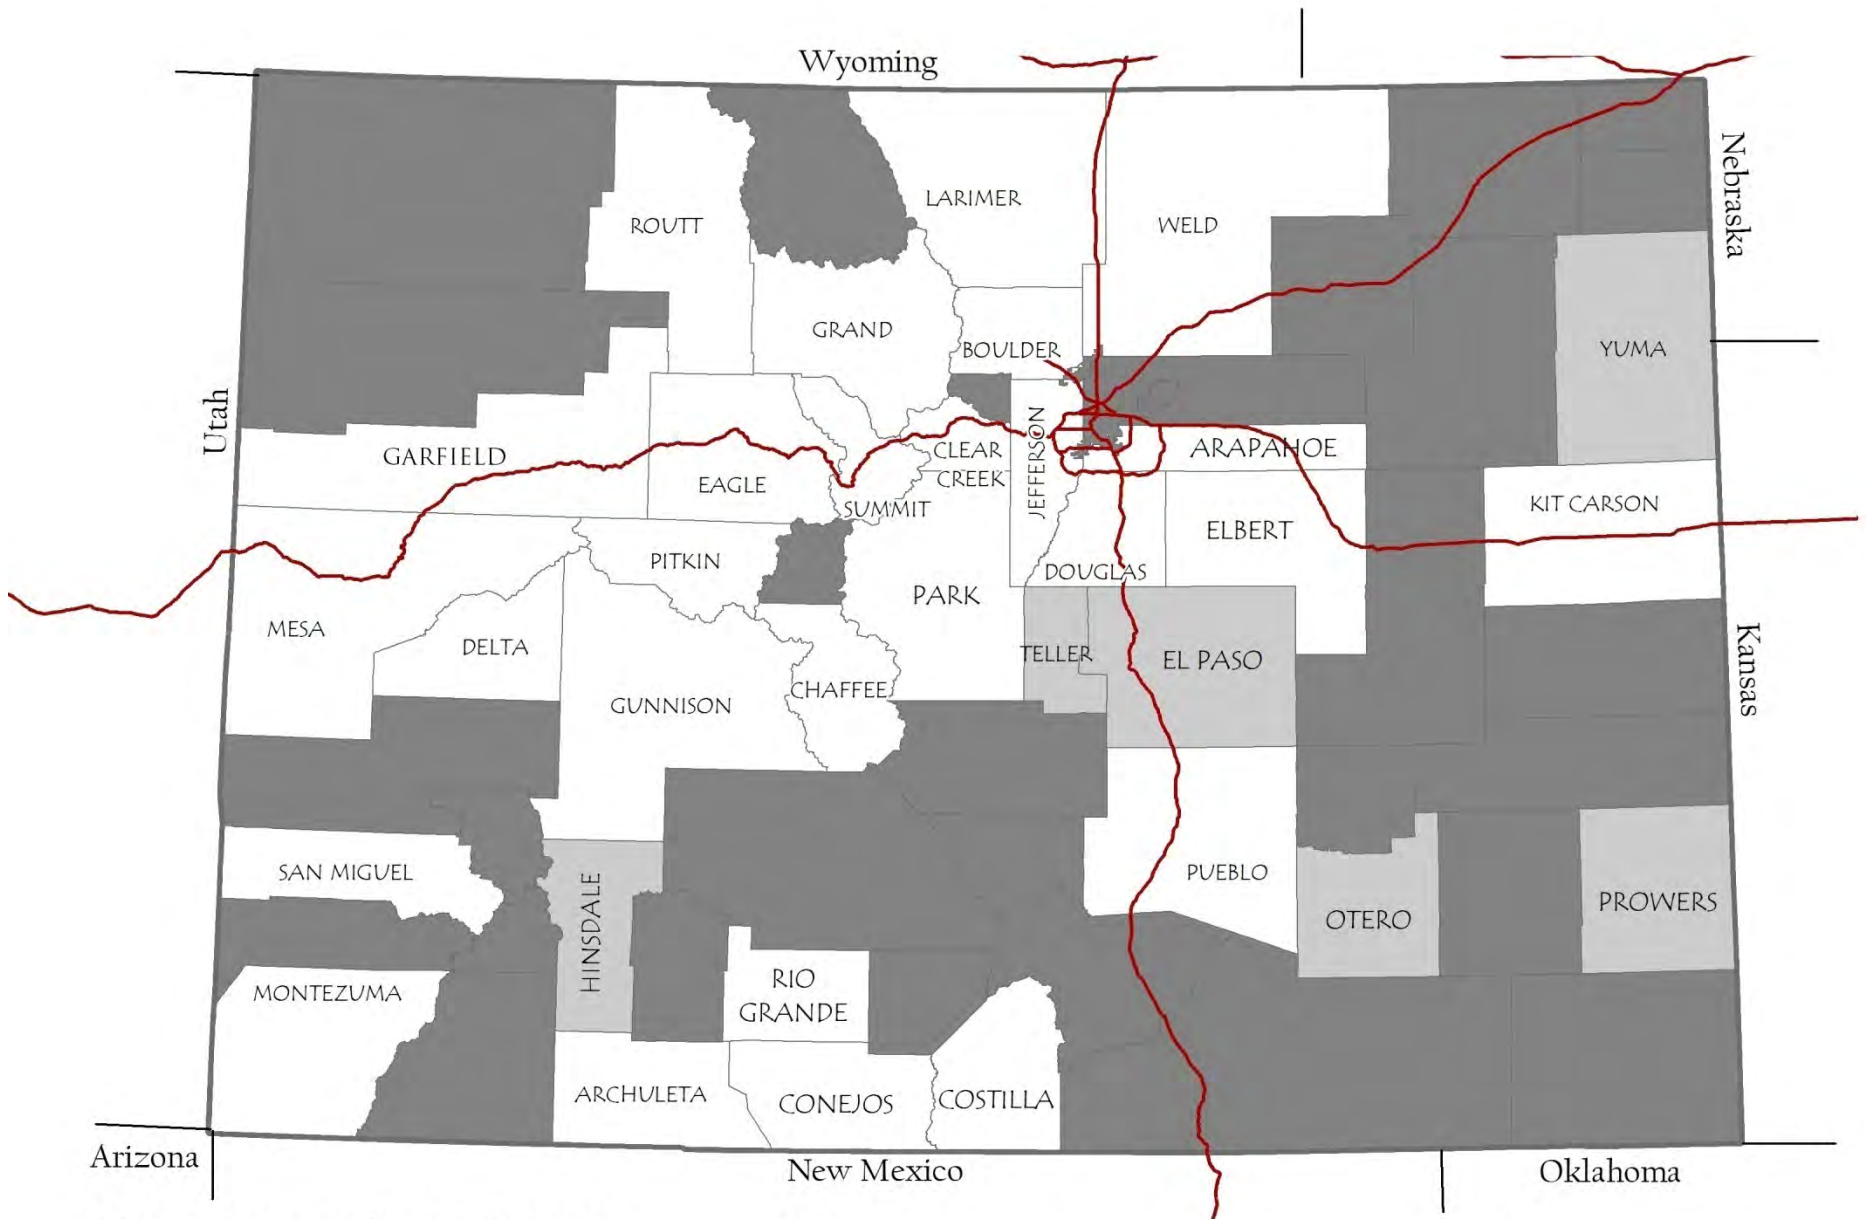 Wyoming
Nebraska
LARIMER
ROUTT
WELD
GRAND
BOULDER
YUMA
Utah
JEFFERSON
ARAPAHOE
GARFIELD
CLEAR
CREEK
EAGLE
SUMMIT
KIT CARSON
ELBERT
PITKIN
DOUGLAS
PARK
MESA
DELTA
TELLER
EL PASO
Kansas
CHAFFEE
GUNNISON
SAN MIGUEL
PUEBLO
HINSDALE
OTERO
PROWERS
MONTEZUMA
RIO
GRANDE
ARCHULETA
CONEJOS
COSTILLA
Arizona
New Mexico
Oklahoma